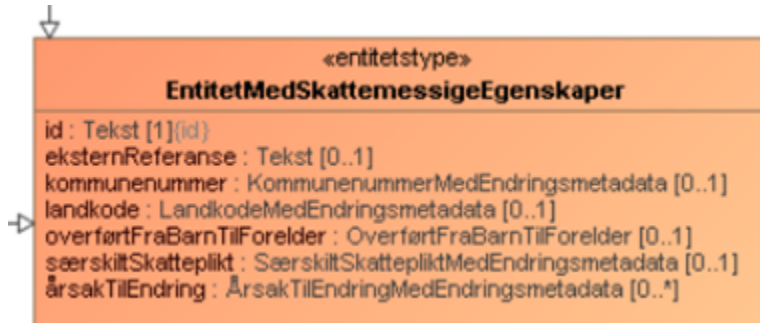 «entitetstype»
EntitetMedSkattemessigeEgenskaper
id : Tekst [1]{id}
eksternReferanse : Tekst [0..1]
kommunenummer : KommunenummerMedEndringsmetadata [0..1]
landkode : LandkodeMedEndringsmetadata [0..1]
overførtFraBarnTilForelder : OverførtFraBarnTilForelder [0..1]
særskiltSkatteplikt : SærskiltSkattepliktMedEndringsmetadata [0..1]
årsakTilEndring : ÅrsakTilEndringMedEndringsmetadata [0..*]